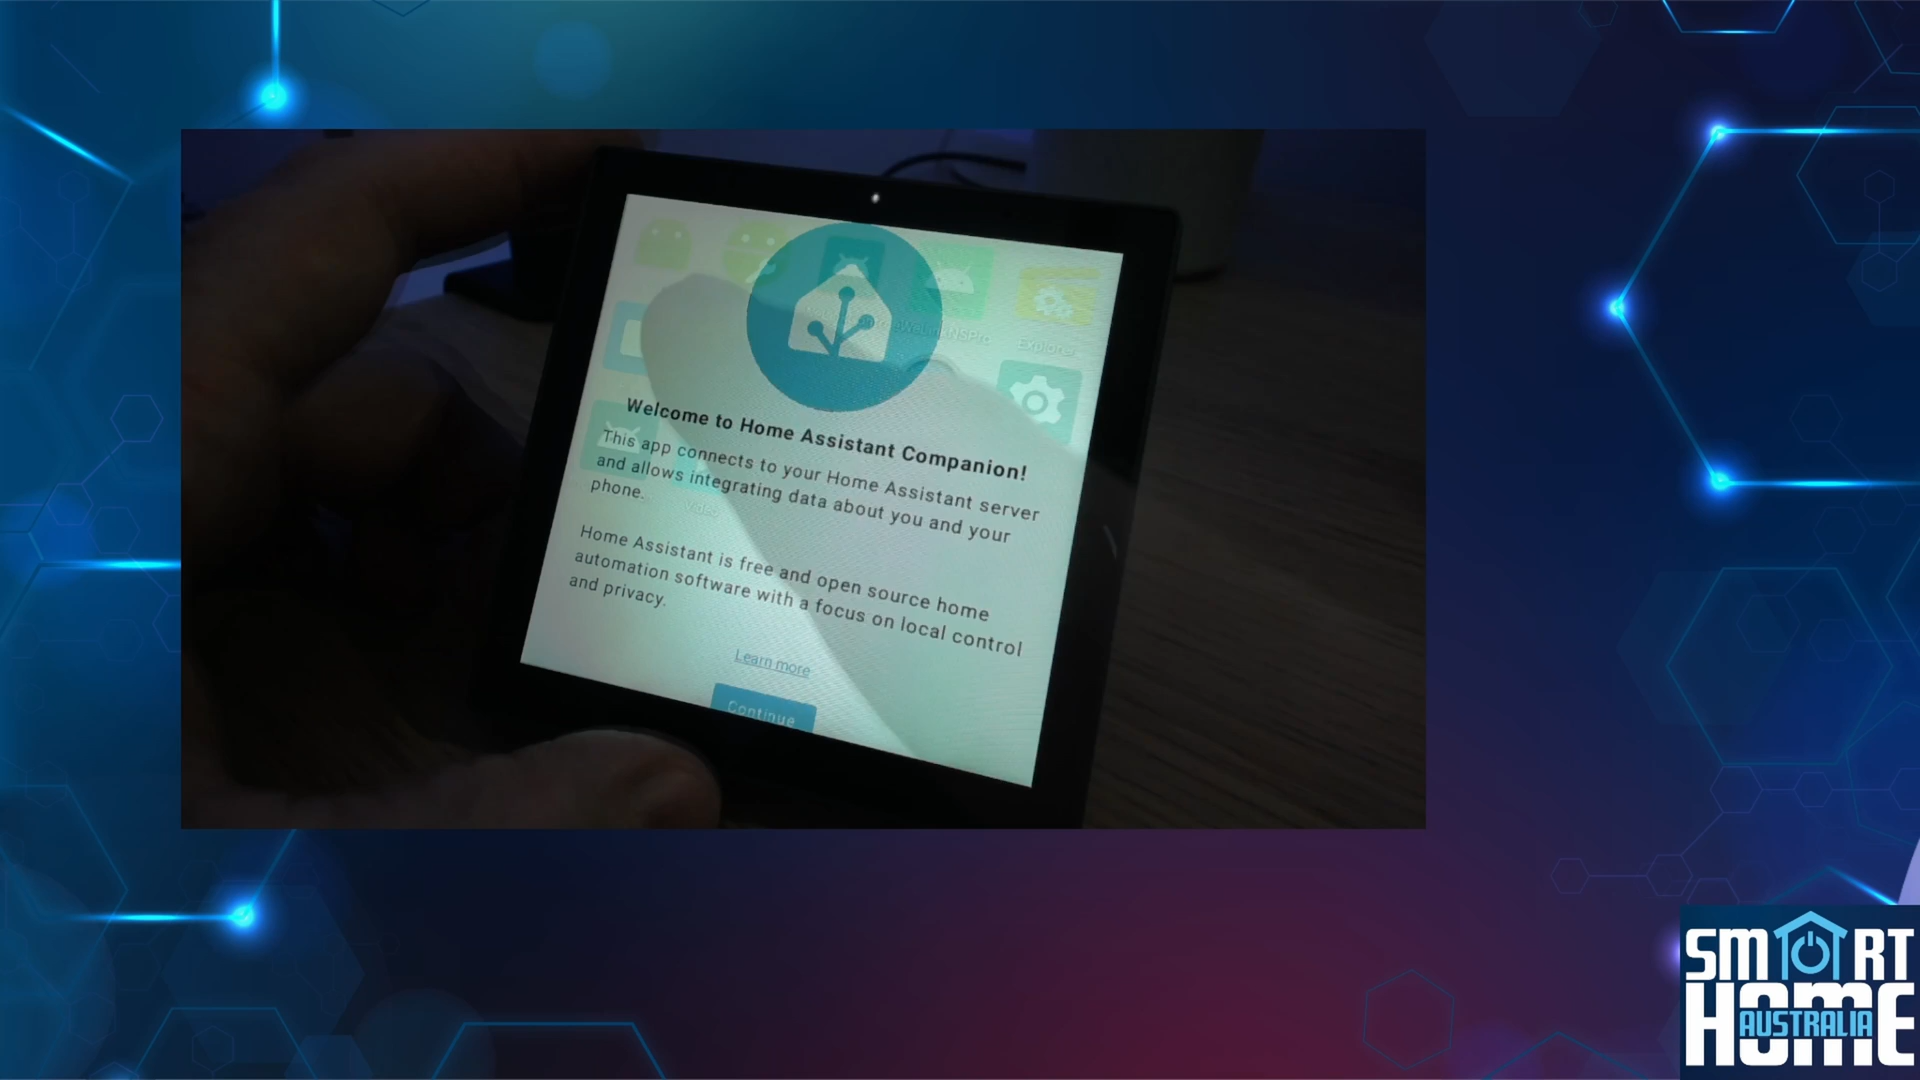 Explorer
Welcome to Home Assistant Companion!
This app connects to your Home Assistant server
and allows integrating data about you and your
phone.
Video
Home Assistant is free and open source home
automation software with a focus on local control
and privacy.
Learn more
Continue
SMART
HOME
AUSTRALIA